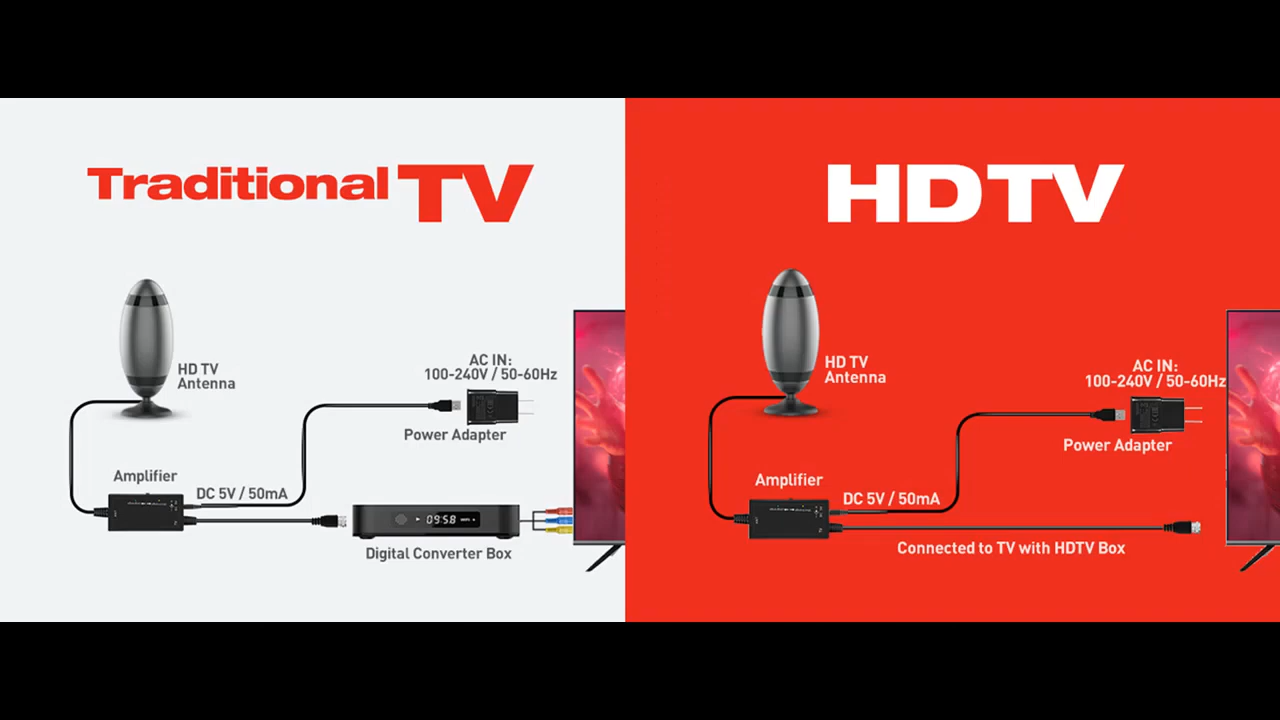 Traditional TV
HD TV
Antenna
AC IN:
100-240V / 50-60Hz
Power Adapter
Amplifier
DC 5V / 50mA
09:58
Digital Converter Box
HDTV
HD TV
Antenna
AC IN:
100-240V / 50-60Hz
Power Adapter
Amplifier
DC 5V / 50mA
Connected to TV with HDTV Box